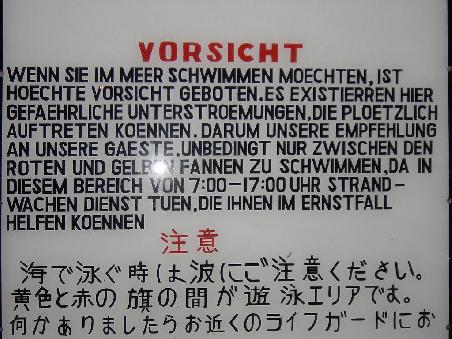 VORSICHT
WENN SIE IM MEER SCHWIMMEN MOECHTEN,IST
HOECHTE VORSICHT GEBOTEN.ES EXISTIERREN HIER
GEFAEHRLICHE UNTERSTROEMUNGEN,DIE PLOETZLICH
AUFTRETEN KOENNEN. DARUM UNSERE EMPFEHLUNG
AN UNSERE GAESTE,UNBEDINGT NUR ZWISCHEN DEN
ROTEN UND GELBEN FANNEN ZU SCHWIMMEN,DA IN
DIESEM BEREICH VON 7:00–17:00 UHR STRAND–
WACHEN DIENST TUEN,DIE IHNEN IM ERNSTFALL
HELFEN KOENNEN
注意
海で泳ぐ時は波にご注意ください。
黄色と赤の旗の間が遊泳エリアです。
何かありましたらお近くのライフガードにお